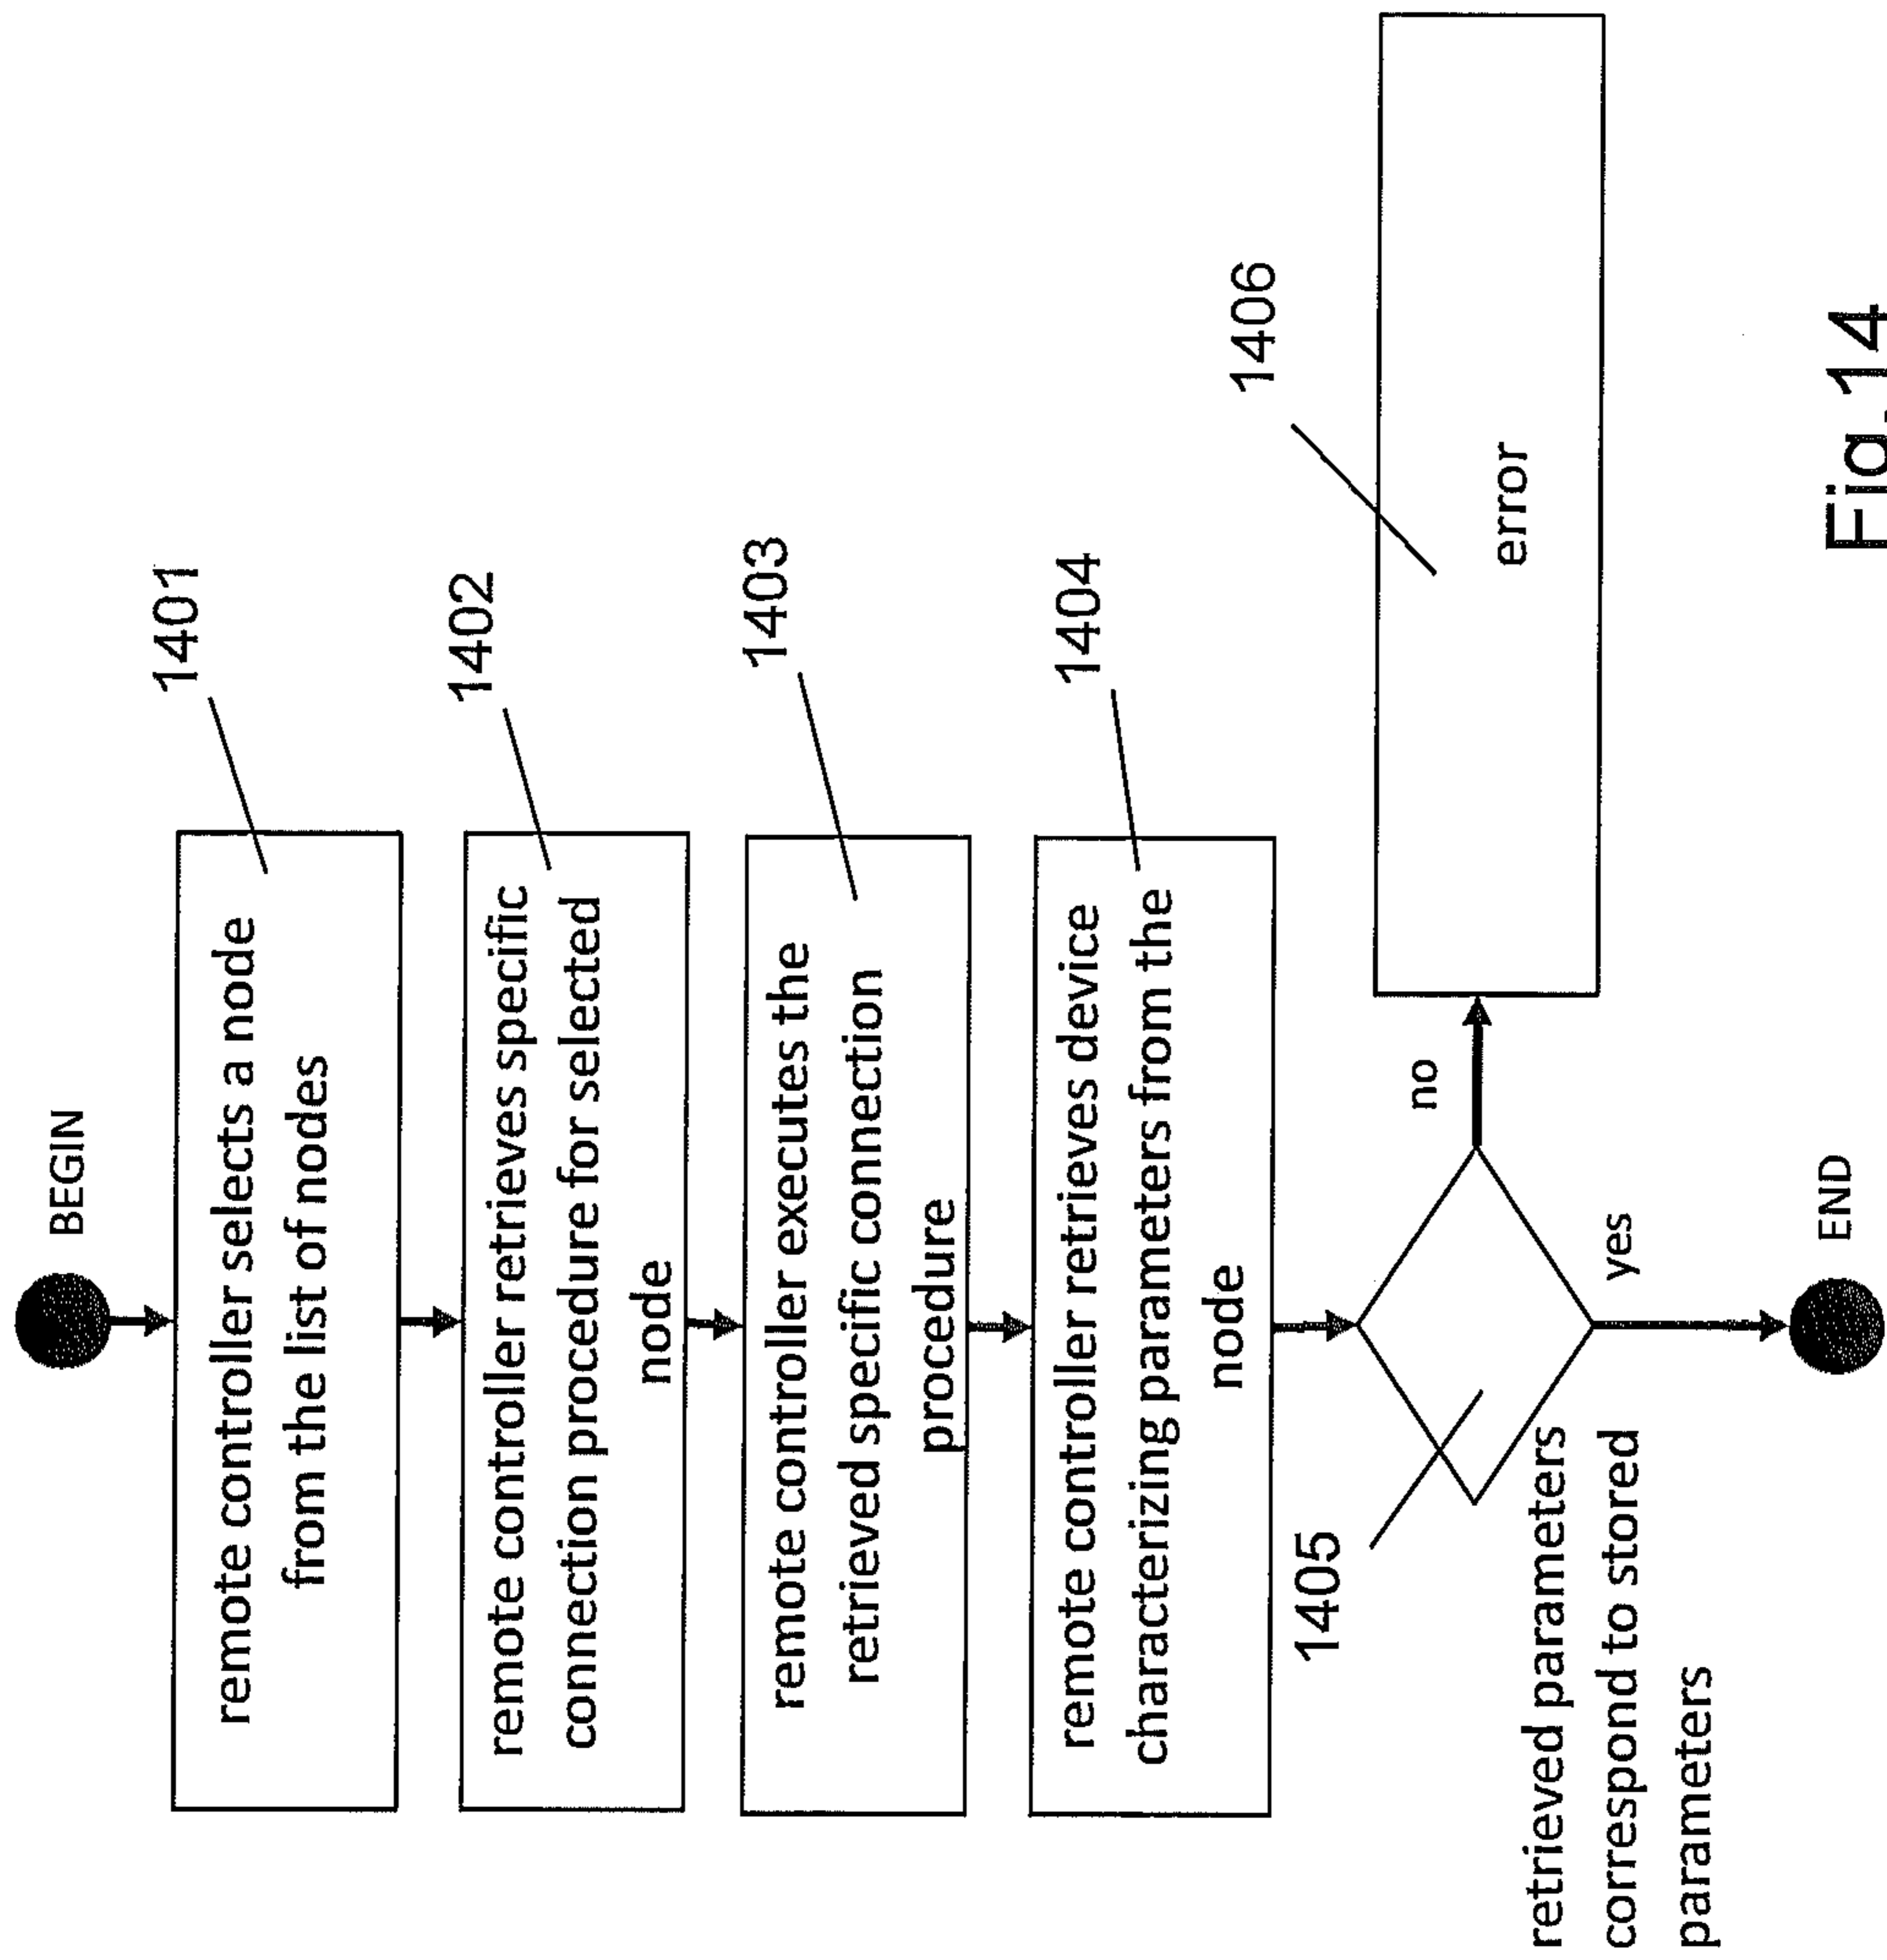 BEGIN
1401
remote controller selects a node
from the list of nodes
1402
remote controller retrieves specific
connection procedure for selected
node
1403
remote controller executes the
retrieved specific connection
procedure
1404
remote controller retrieves device
characterizing parameters from the
node
1405
retrieved parameters
correspond to stored
parameters
no
1406
error
yes
END
Fig.14